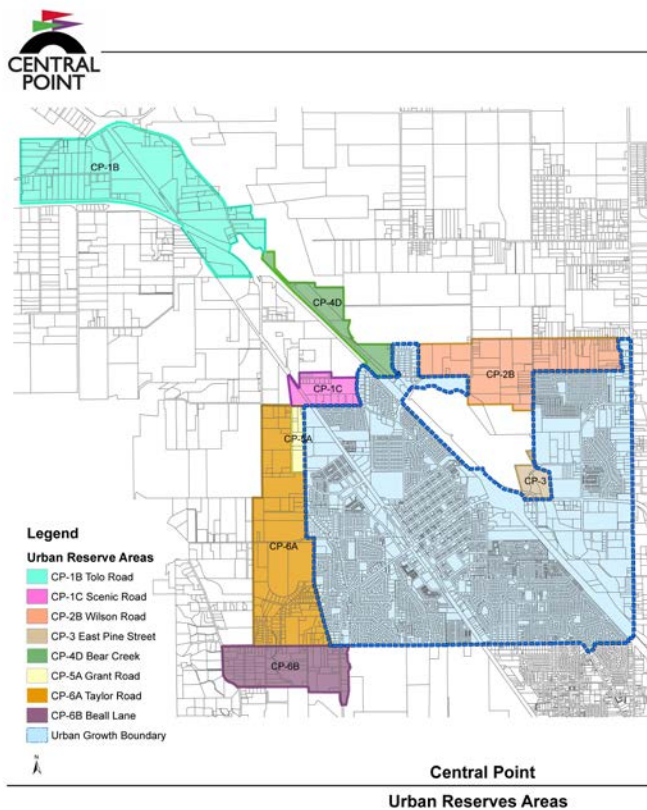 CENTRAL
POINT
CP-1B
CP-4D
CP-2B
CP-1C
CP-5A
CP-3
CP-6A
CP-6B
Legend
Urban Reserve Areas
CP-1B Tolo Road
CP-1C Scenic Road
CP-2B Wilson Road
CP-3 East Pine Street
CP-4D Bear Creek
CP-5A Grant Road
CP-6A Taylor Road
CP-6B Beall Lane
Urban Growth Boundary
N
Central Point
Urban Reserves Areas